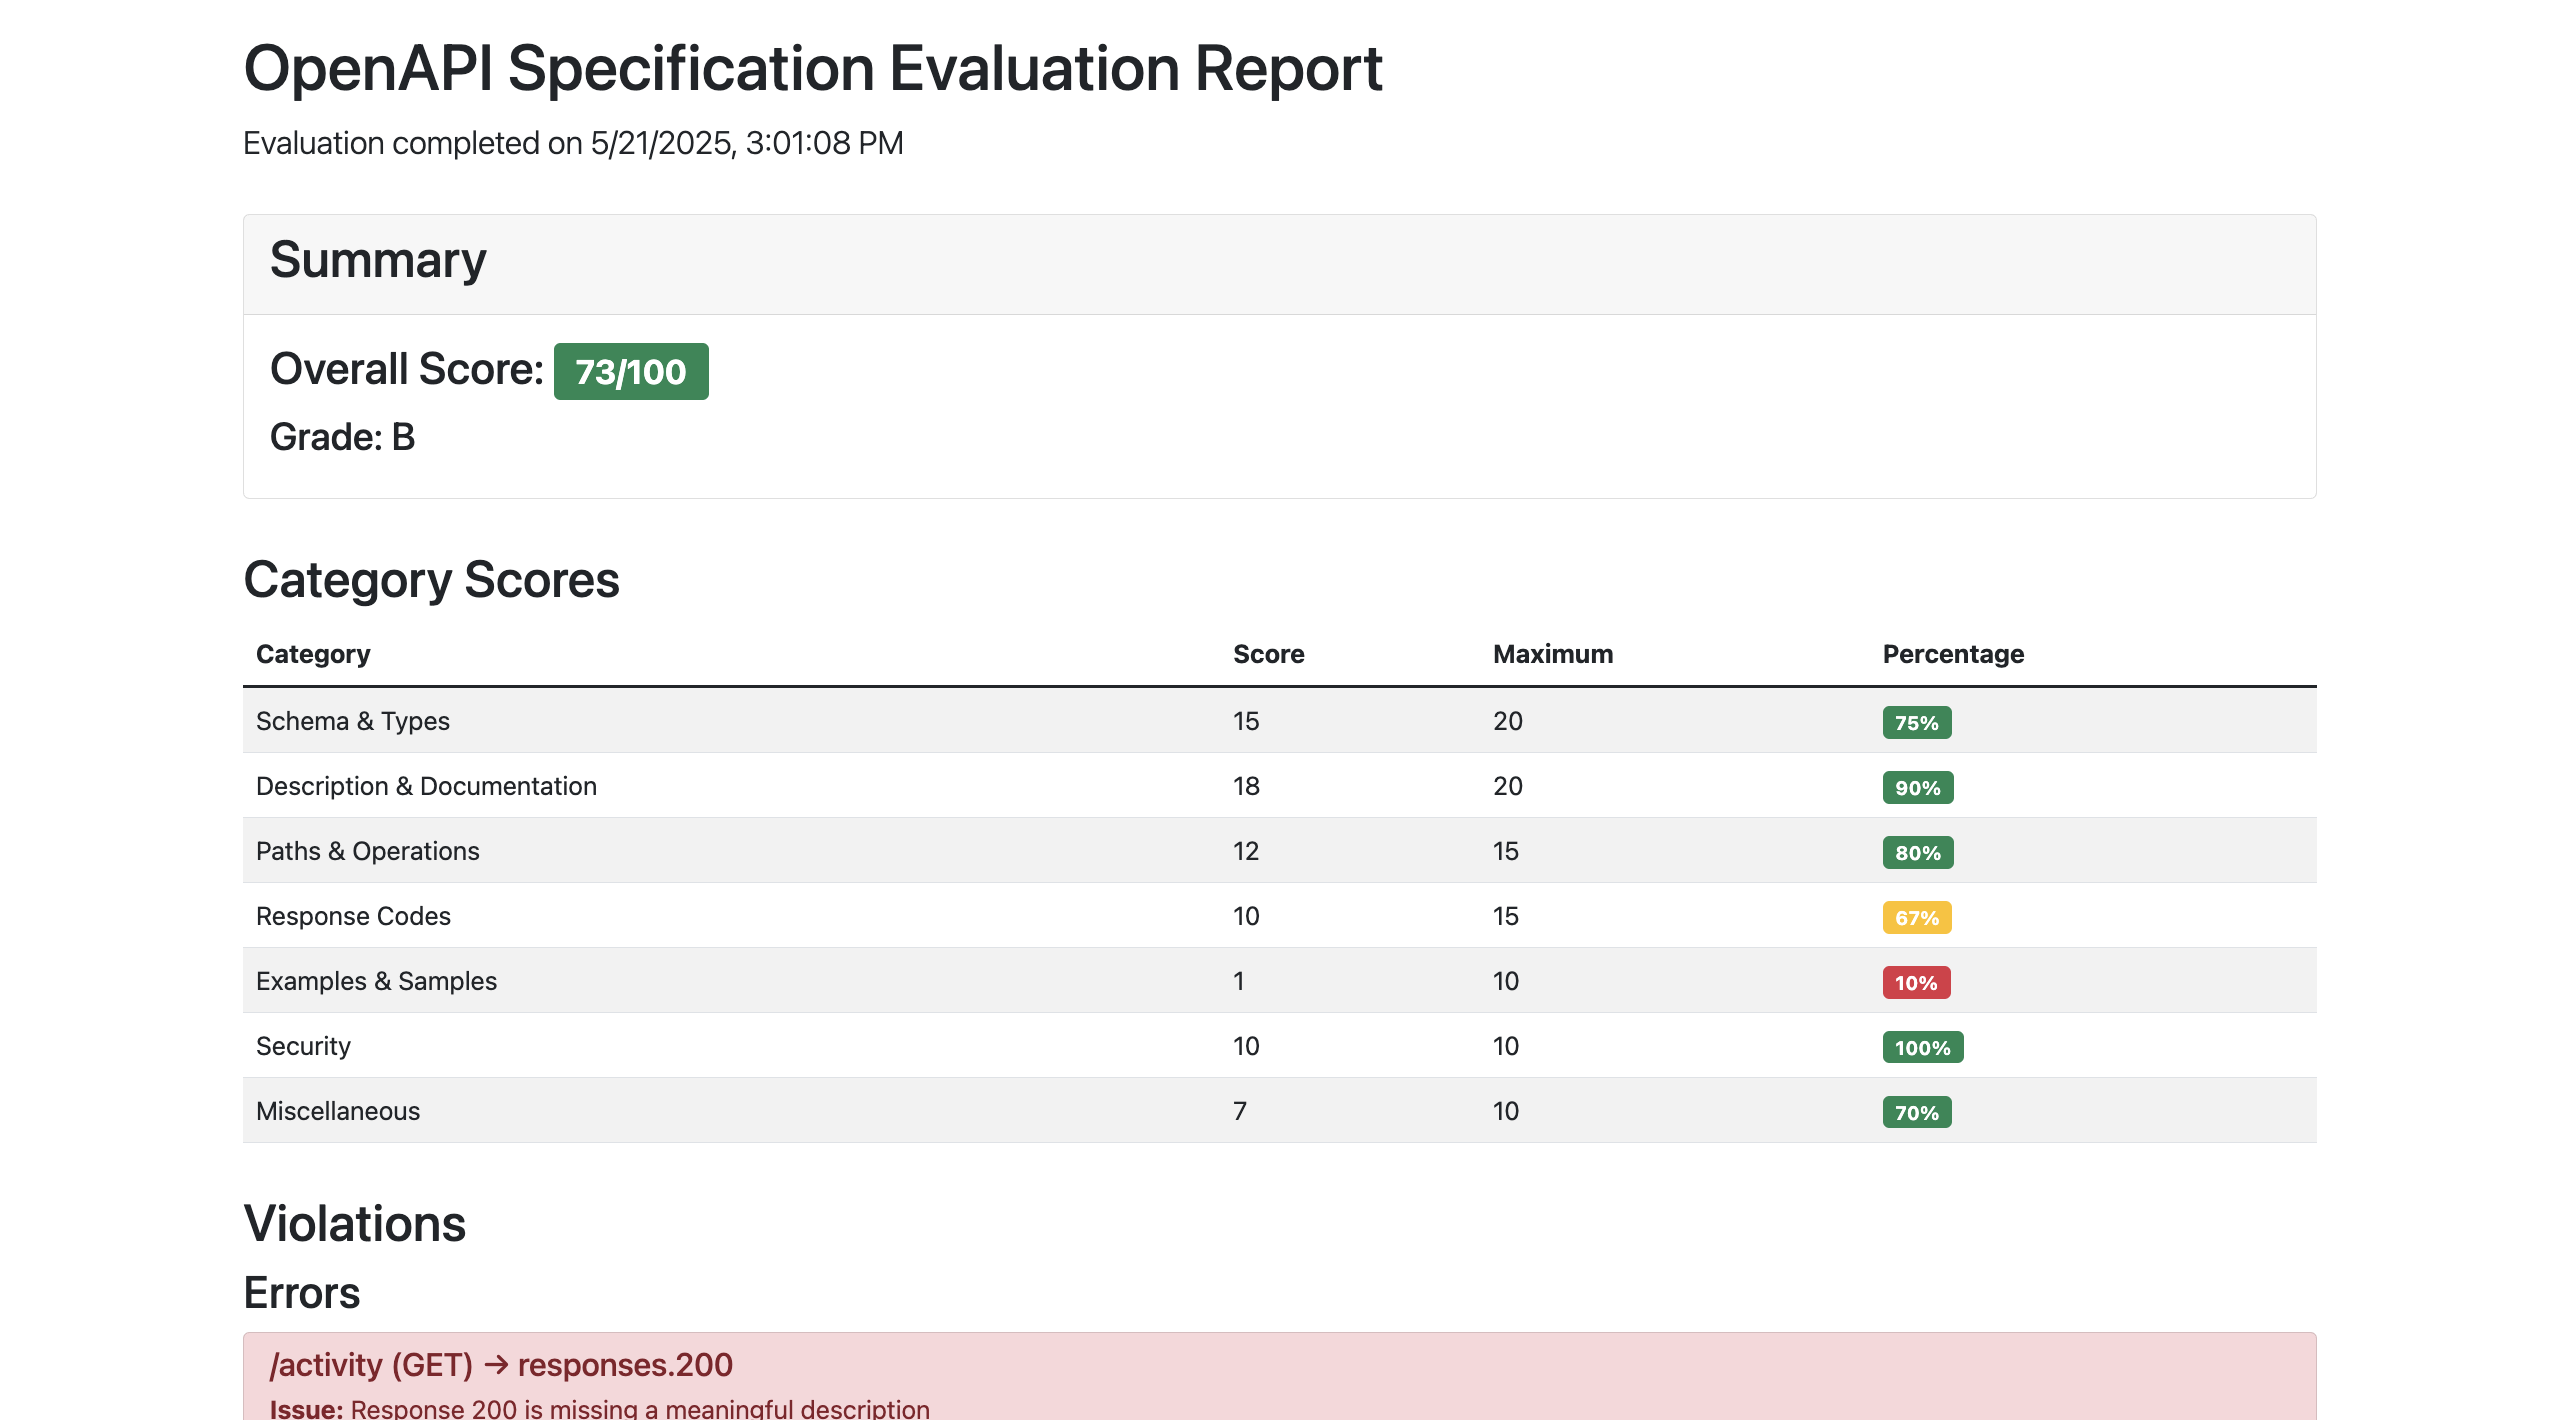 OpenAPI Specification Evaluation Report
Evaluation completed on 5/21/2025, 3:01:08 PM
Summary
Overall Score: 73/100
Grade: B
Category Scores
Category Score Maximum Percentage
Schema & Types 15 20 75%
Description & Documentation 18 20 90%
Paths & Operations 12 15 80%
Response Codes 10 15 67%
Examples & Samples 1 10 10%
Security 10 10 100%
Miscellaneous 7 10 70%
Violations
Errors
/activity (GET) → responses.200
Issue: Response 200 is missing a meaningful description